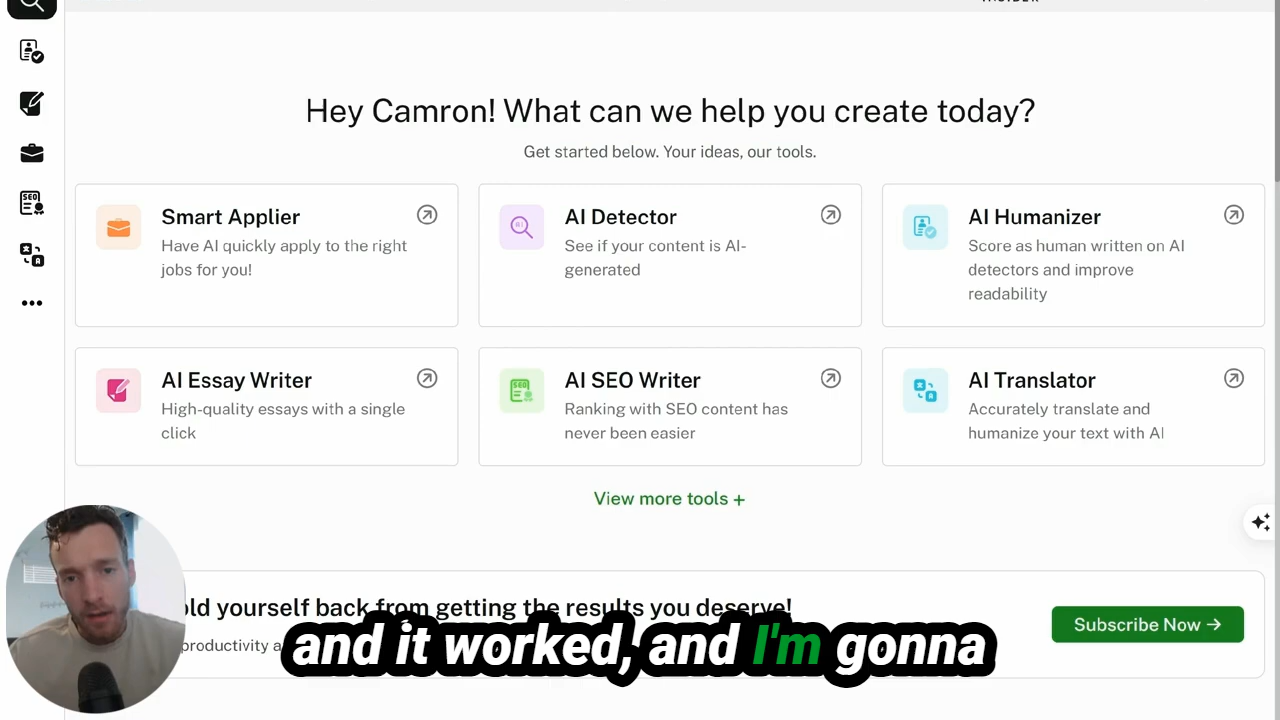 Hey Camron! What can we help you create today?
Get started below. Your ideas, our tools.
Smart Applier
Have AI quickly apply to the right
jobs for you!
AI Detector
See if your content is AI-
generated
AI Humanizer
Score as human written on AI
detectors and improve
readability
AI Essay Writer
High-quality essays with a single
click
AI SEO Writer
Ranking with SEO content has
never been easier
AI Translator
Accurately translate and
humanize your text with AI
View more tools +
yourself back from getting the results you deserve!
productivity
Subscribe Now →
and it worked, and I'm gonna
SEO
SEO
AI